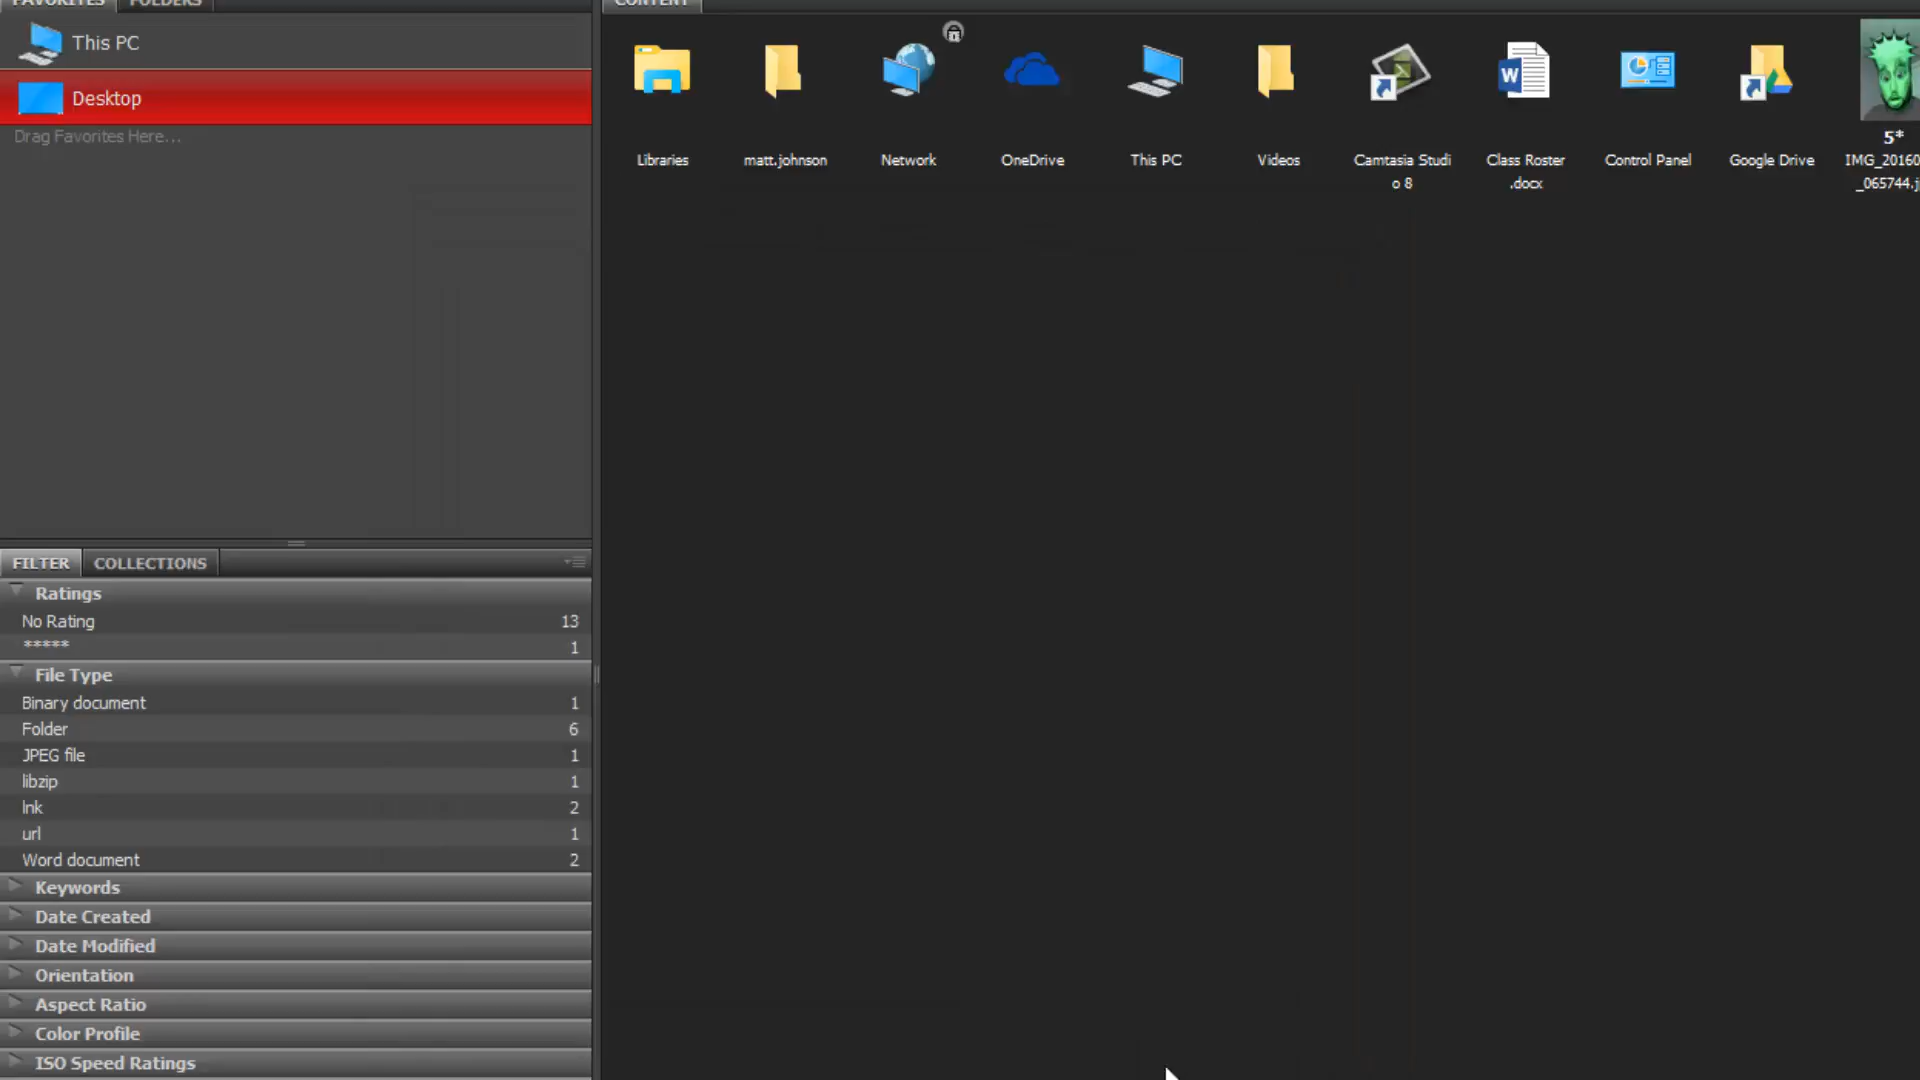 FAVORITES FOLDERS
CONTENT
This PC
Desktop
Drag Favorites Here...
Libraries
matt.johnson
Network
OneDrive
This PC
Videos
Camtasia Studi
o 8
Class Roster
.docx
Control Panel
Google Drive
5*
IMG_20160
_065744.j
FILTER COLLECTIONS
Ratings
No Rating 13
***** 1
File Type
Binary document 1
Folder 6
JPEG file 1
libzip 1
lnk 2
url 1
Word document 2
Keywords
Date Created
Date Modified
Orientation
Aspect Ratio
Color Profile
ISO Speed Ratings